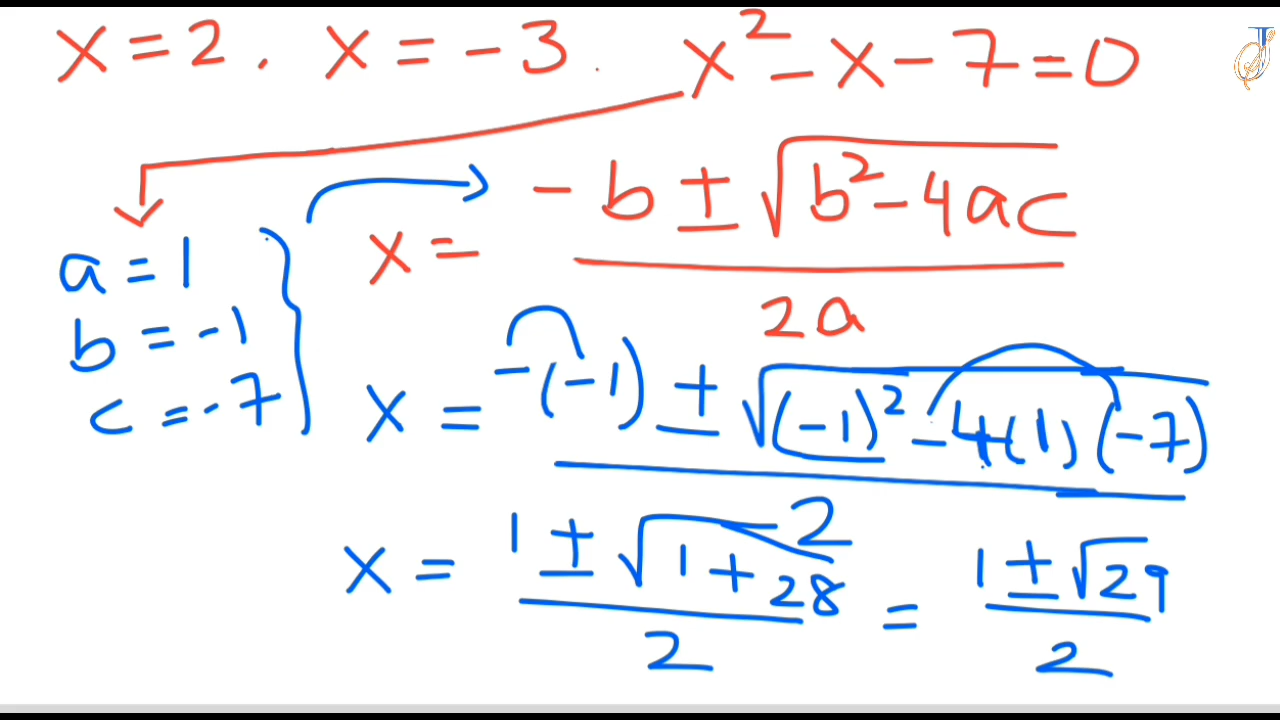 x = 2 . x = -3 . x² - x - 7 = 0
x = (-b ± √(b² - 4ac)) / 2a
a = 1
b = -1
c = -7
x = (-(-1) ± √((-1)² - 4(1)(-7))) / 2
x = (1 ± √(1 + 28)) / 2 = (1 ± √29) / 2